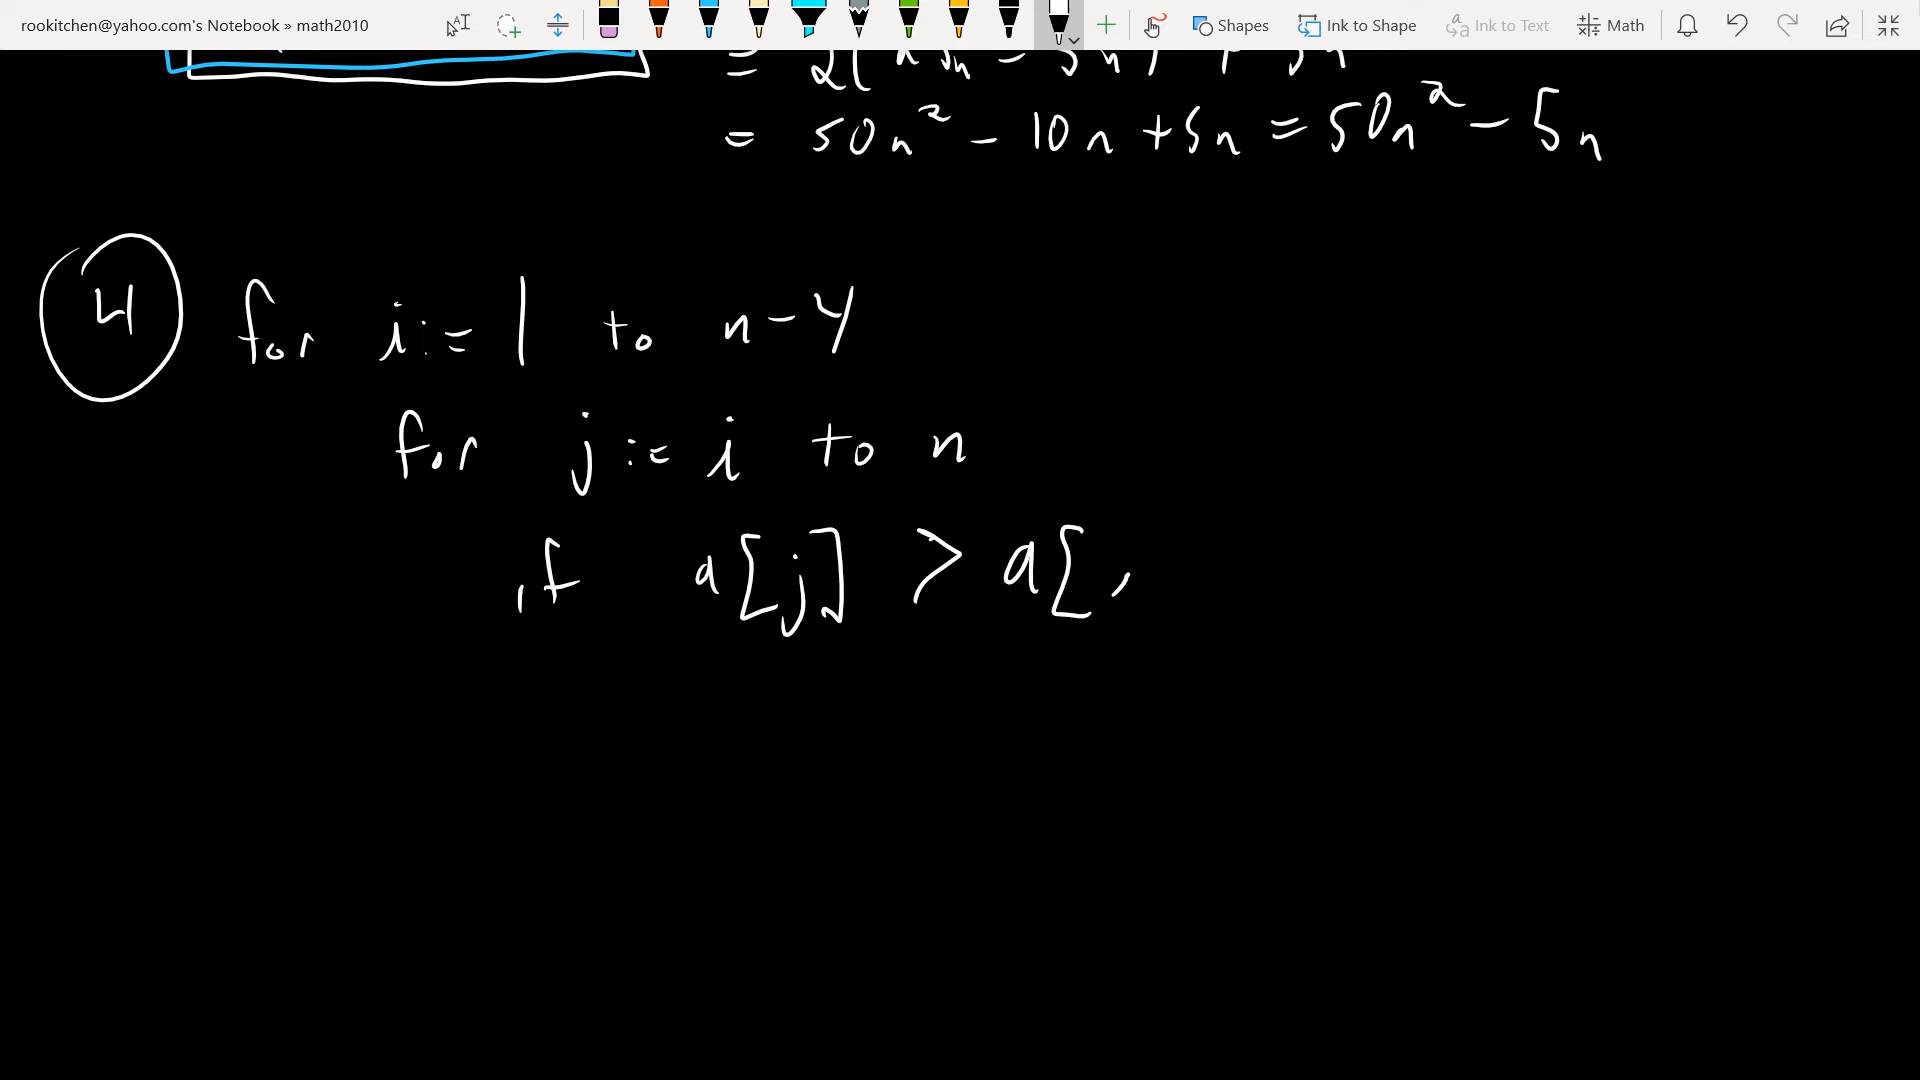 rookitchen@yahoo.com's Notebook » math2010
Shapes
Ink to Shape
Ink to Text
Math
= 50n² - 10n + 5n = 50n² - 5n
4
for i := 1 to n-4
for j := i to n
if a[j] > a[